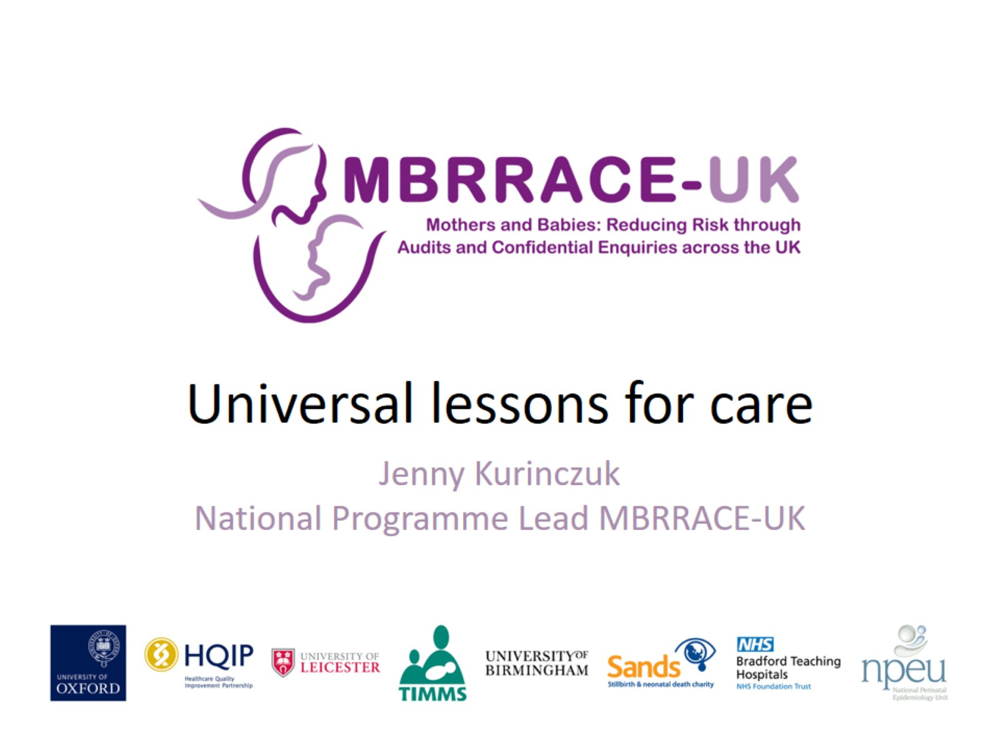 MBRRACE-UK
Mothers and Babies: Reducing Risk through
Audits and Confidential Enquiries across the UK
Universal lessons for care
Jenny Kurinczuk
National Programme Lead MBRRACE-UK
UNIVERSITY OF
OXFORD
HQIP
Healthcare Quality
Improvement Partnership
UNIVERSITY OF
LEICESTER
TIMMS
UNIVERSITY OF
BIRMINGHAM
Sands
Stillbirth & neonatal death charity
NHS
Bradford Teaching
Hospitals
NHS Foundation Trust
npeu
National Perinatal
Epidemiology Unit